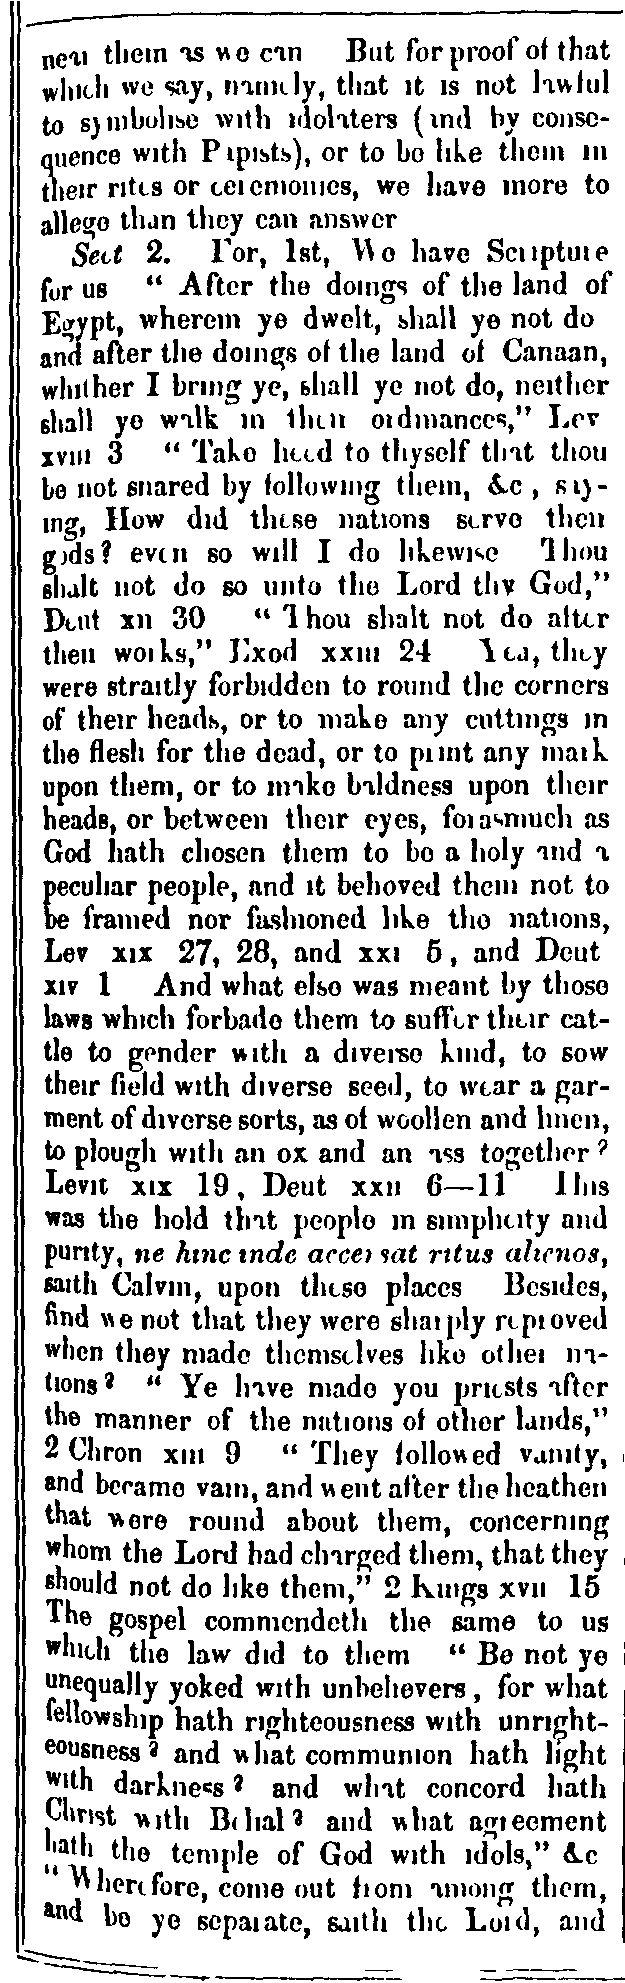 near them as we can But for proof of that
which we say, namely, that it is not lawful
to symbolise with idolaters (and by conse-
quence with Papists), or to be like them in
their rites or ceremonies, we have more to
allege than they can answer
Sect 2. For, 1st, We have Scripture
for us “ After the doings of the land of
Egypt, wherein ye dwelt, shall ye not do
and after the doings of the land of Canaan,
whither I bring ye, shall ye not do, neither
shall ye walk in their ordinances,” Lev
xviii 3 “ Take heed to thyself that thou
be not snared by following them, &c , say-
ing, How did these nations serve their
gods? even so will I do likewise Thou
shalt not do so unto the Lord thy God,”
Deut xii 30 “ Thou shalt not do after
their works,” Exod xxiii 24 Yea, they
were straitly forbidden to round the corners
of their heads, or to make any cuttings in
the flesh for the dead, or to print any mark
upon them, or to make baldness upon their
heads, or between their eyes, forasmuch as
God hath chosen them to be a holy and a
peculiar people, and it behoved them not to
be framed nor fashioned like the nations,
Lev xix 27, 28, and xxi 5, and Deut
xiv 1 And what else was meant by those
laws which forbade them to suffer their cat-
tle to gender with a diverse kind, to sow
their field with diverse seed, to wear a gar-
ment of diverse sorts, as of woollen and linen,
to plough with an ox and an ass together?
Levit xix 19, Deut xxii 6—11 This
was the hold that people in simplicity and
purity, ne hinc inde accersat ritus alienos,
saith Calvin, upon these places Besides,
find we not that they were sharply reproved
when they made themselves like other na-
tions? “ Ye have made you priests after
the manner of the nations of other lands,”
2 Chron xiii 9 “ They followed vanity,
and became vain, and went after the heathen
that were round about them, concerning
whom the Lord had charged them, that they
should not do like them,” 2 Kings xvii 15
The gospel commendeth the same to us
which the law did to them “ Be not ye
unequally yoked with unbelievers, for what
fellowship hath righteousness with unright-
eousness? and what communion hath light
with darkness? and what concord hath
Christ with Belial? and what agreement
hath the temple of God with idols,” &c
“ Wherefore, come out from among them,
and be ye separate, saith the Lord, and